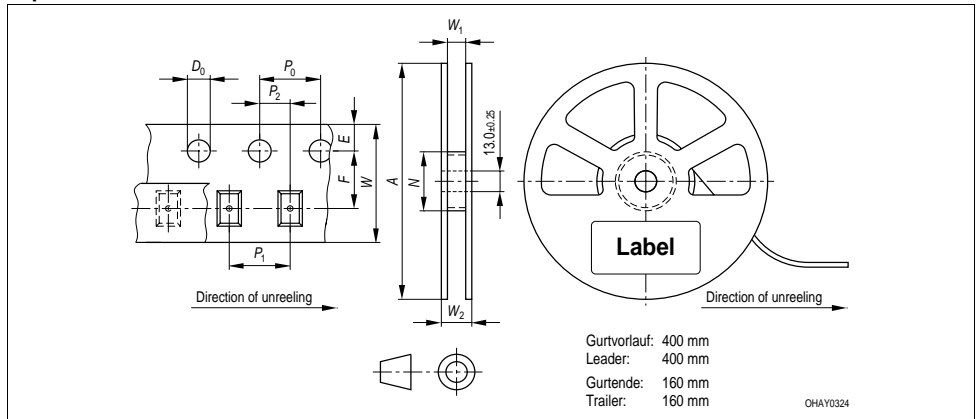 W₁
D₀
P₀
P₂
E
F
W
A
N
13.0±0.25
Label
P₁
Direction of unreeling
W₂
Direction of unreeling
Gurtvorlauf: 400 mm
Leader: 400 mm
Gurtende: 160 mm
Trailer: 160 mm
OHAY0324